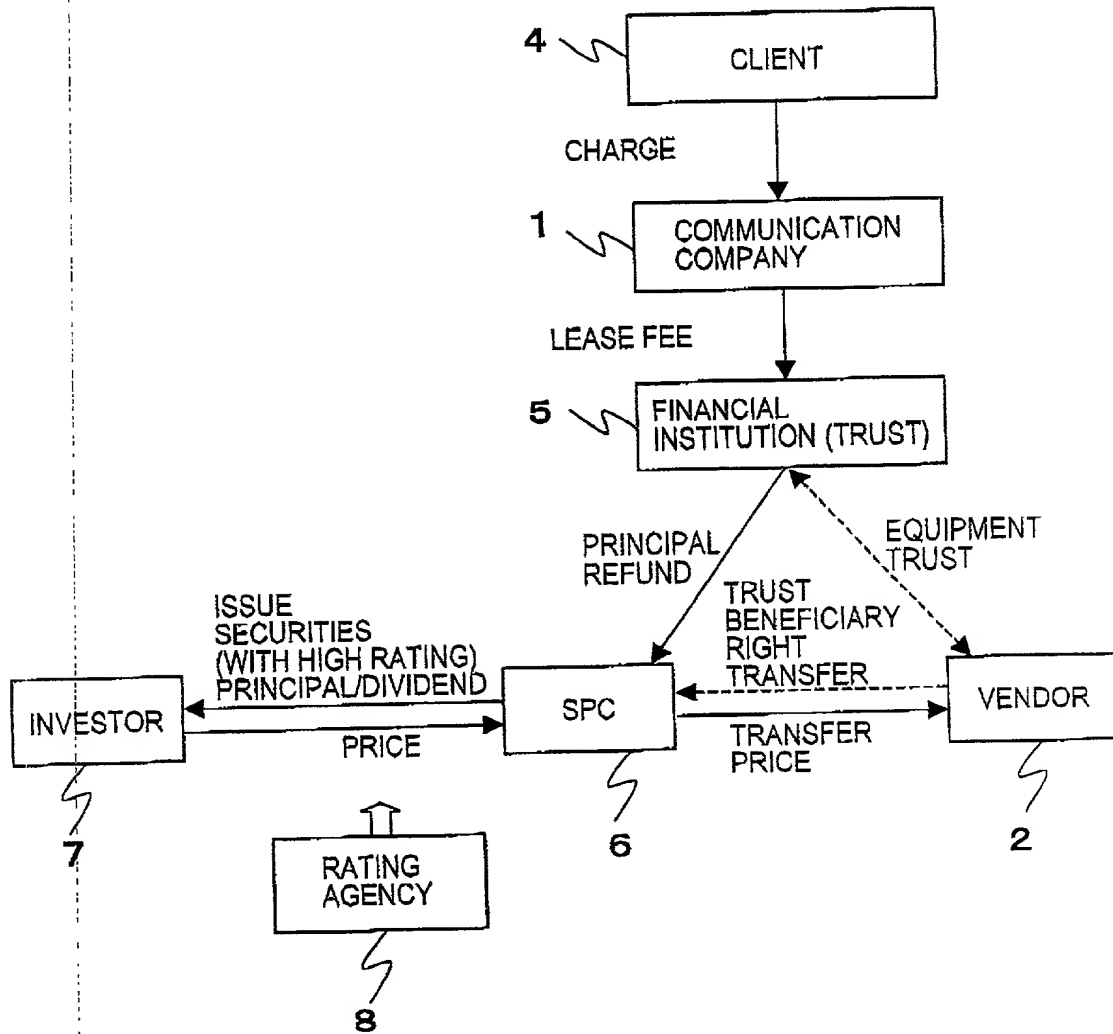 4
CLIENT
CHARGE
1
COMMUNICATION
COMPANY
LEASE FEE
5
FINANCIAL
INSTITUTION (TRUST)
PRINCIPAL
REFUND
EQUIPMENT
TRUST
TRUST
BENEFICIARY
RIGHT
TRANSFER
ISSUE
SECURITIES
(WITH HIGH RATING)
PRINCIPAL/DIVIDEND
INVESTOR
SPC
VENDOR
PRICE
TRANSFER
PRICE
7
6
2
RATING
AGENCY
8